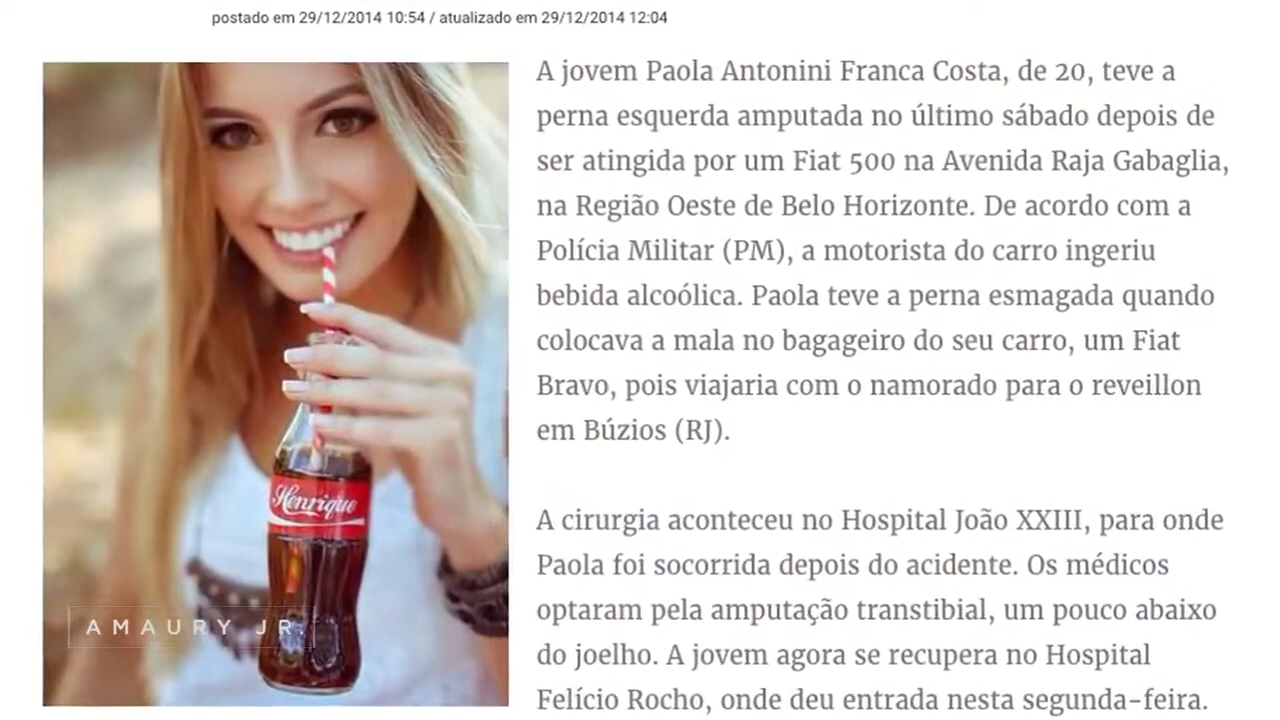 postado em 29/12/2014 10:54 / atualizado em 29/12/2014 12:04
A jovem Paola Antonini Franca Costa, de 20, teve a
perna esquerda amputada no último sábado depois de
ser atingida por um Fiat 500 na Avenida Raja Gabaglia,
na Região Oeste de Belo Horizonte. De acordo com a
Polícia Militar (PM), a motorista do carro ingeriu
bebida alcoólica. Paola teve a perna esmagada quando
colocava a mala no bagageiro do seu carro, um Fiat
Bravo, pois viajaria com o namorado para o reveillon
em Búzios (RJ).
A cirurgia aconteceu no Hospital João XXIII, para onde
Paola foi socorrida depois do acidente. Os médicos
optaram pela amputação transtibial, um pouco abaixo
do joelho. A jovem agora se recupera no Hospital
Felício Rocho, onde deu entrada nesta segunda-feira.
Henrique
AMAURY JR.